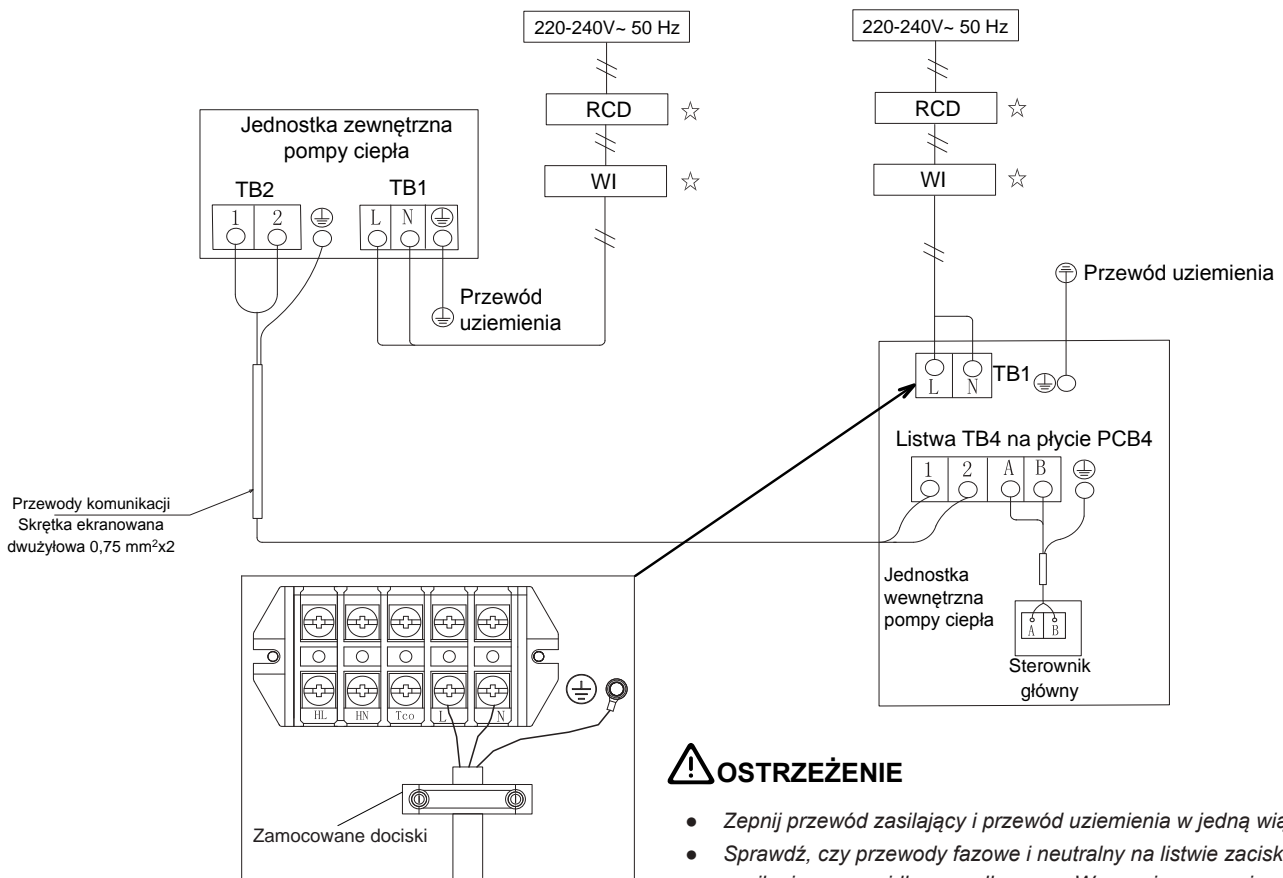 220-240V~ 50 Hz
220-240V~ 50 Hz
RCD ☆
RCD ☆
WI ☆
WI ☆
Jednostka zewnętrzna
pompy ciepła
TB2
TB1
1 2
L N
Przewód
uziemienia
Przewód uziemienia
L N
TB1
Listwa TB4 na płycie PCB4
1 2 A B
Przewody komunikacji
Skrętka ekranowana
dwużyłowa 0,75 mm²x2
Jednostka
wewnętrzna
pompy ciepła
A B
Sterownik
główny
HL HN Tco L N
Zamocowane dociski
OSTRZEŻENIE
● Zepnij przewód zasilający i przewód uziemienia w jedną
● Sprawdź, czy przewody fazowe i neutralny na listwie